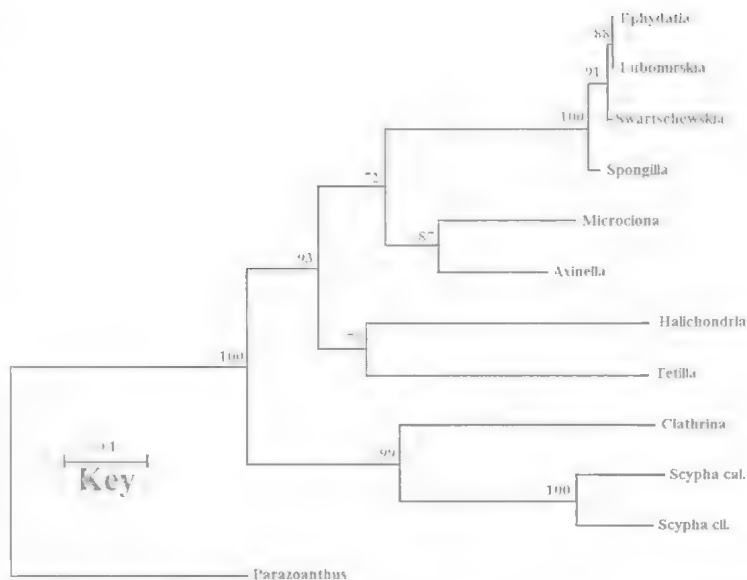 Ephydatia
88
Lubomirskia
91
Swartschewskia
100
Spongilla
72
Microciona
87
Axinella
93
Halichondria
100
Tetilla
Clathrina
99
Key
Scypha cal.
100
Scypha cil.
Parazoanthus